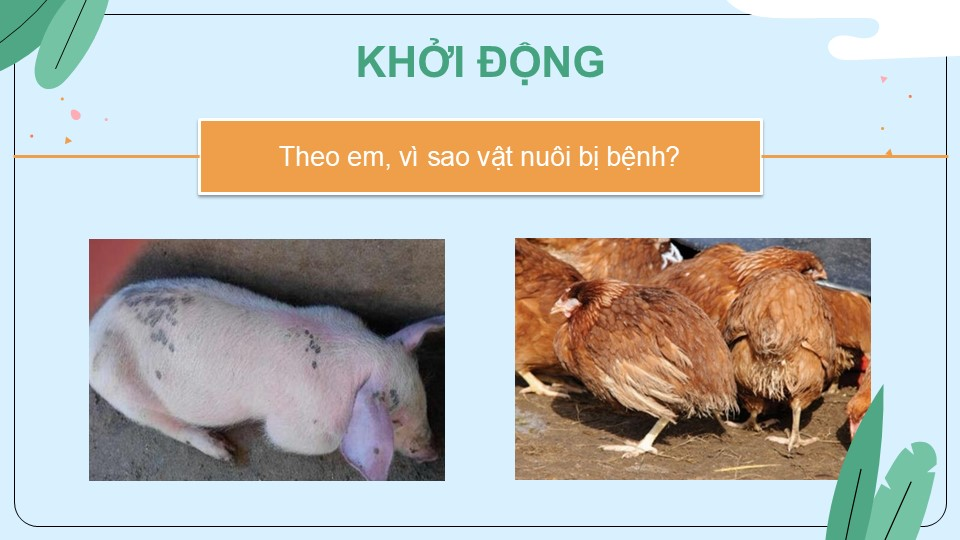 KHỞI ĐỘNG
Theo em, vì sao vật nuôi bị bệnh?